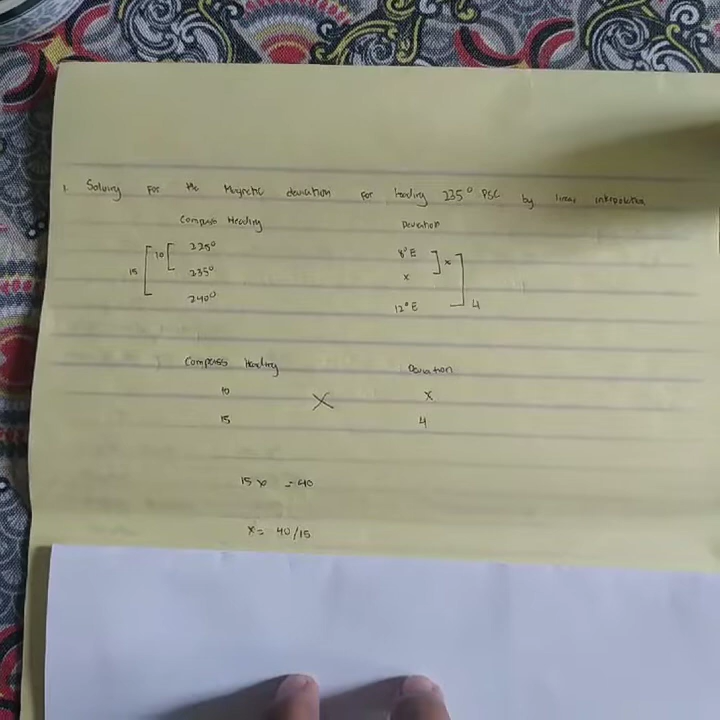 1. Solving for the Magnetic deviation for heading 235° PSC by linear interpolation
Compass Heading Deviation
15 [ 10 [ 225° 8°E ] x ] 4
235° x
240° 12°E
Compass Heading Deviation
10 x
15 4
15x = 40
x = 40/15